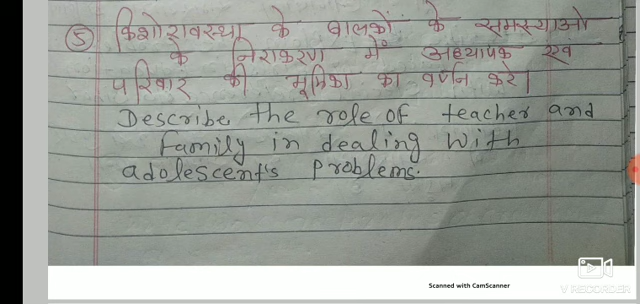 ⑤ किशोरावस्था के बालकों के समस्याओ
के निराकरण में अध्यापक एव
परिवार की भूमिका का वर्णन करे।
Describe the role of teacher and
family in dealing with
adolescent's problems.
Scanned with CamScanner
V RECORDER